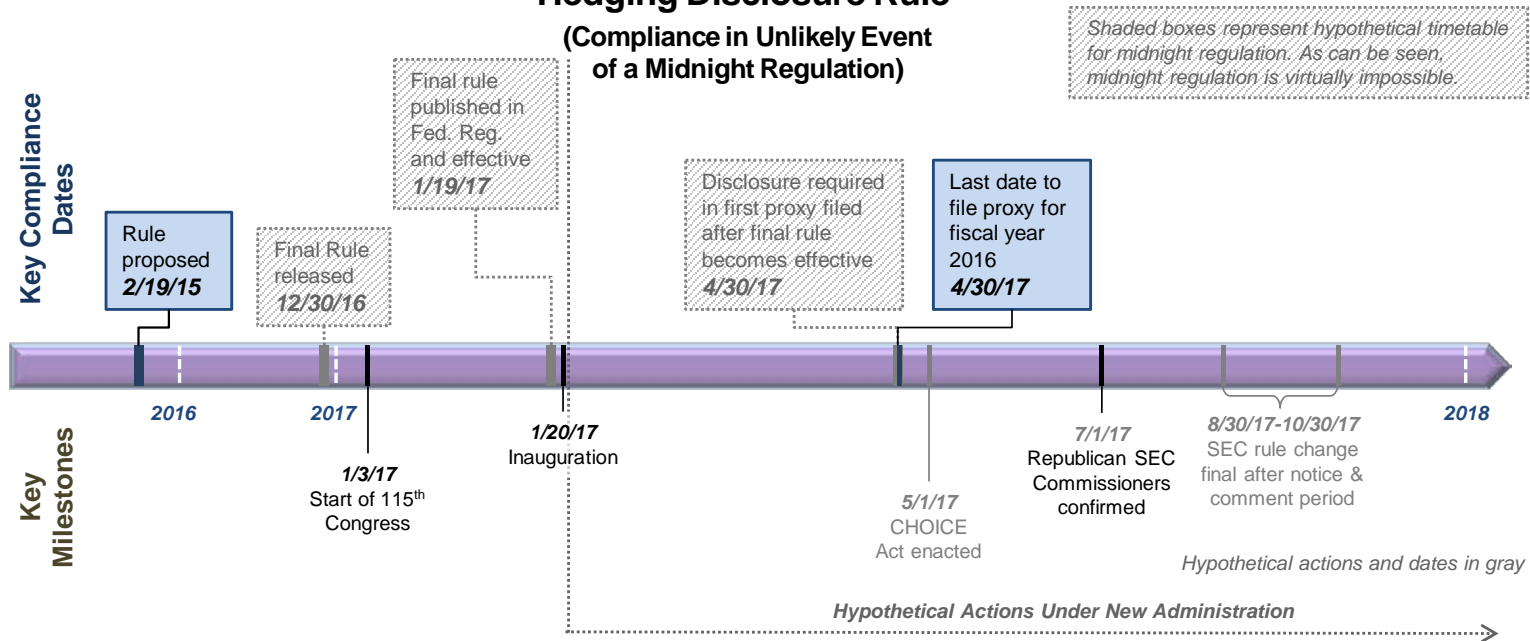 Hedging Disclosure Rule
(Compliance in Unlikely Event
of a Midnight Regulation)
Shaded boxes represent hypothetical timetable
for midnight regulation. As can be seen,
midnight regulation is virtually impossible.
Key Compliance
Dates
Rule
proposed
2/19/15
Final Rule
released
12/30/16
Final rule
published in
Fed. Reg.
and effective
1/19/17
Disclosure required
in first proxy filed
after final rule
becomes effective
4/30/17
Last date to
file proxy for
fiscal year
2016
4/30/17
2016
2017
2018
Key
Milestones
1/3/17
Start of 115th
Congress
1/20/17
Inauguration
5/1/17
CHOICE
Act enacted
7/1/17
Republican SEC
Commissioners
confirmed
8/30/17-10/30/17
SEC rule change
final after notice &
comment period
Hypothetical actions and dates in gray
Hypothetical Actions Under New Administration